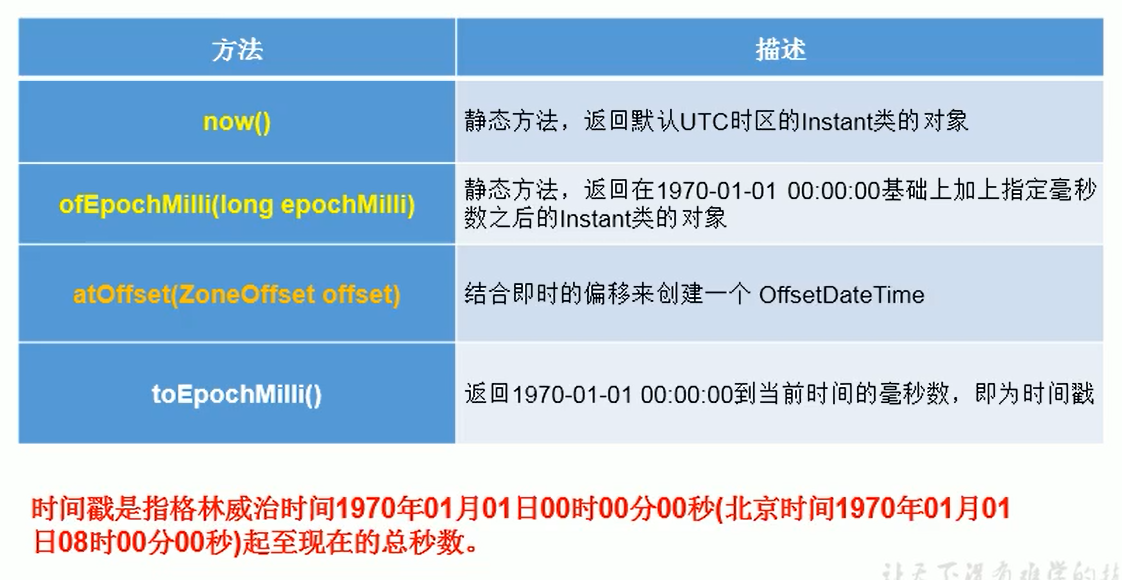 方法
描述
now()
静态方法，返回默认UTC时区的Instant类的对象
ofEpochMilli(long epochMilli)
静态方法，返回在1970-01-01 00:00:00基础上加上指定毫秒
数之后的Instant类的对象
atOffset(ZoneOffset offset)
结合即时的偏移来创建一个 OffsetDateTime
toEpochMilli()
返回1970-01-01 00:00:00到当前时间的毫秒数，即为时间戳
时间戳是指格林威治时间1970年01月01日00时00分00秒(北京时间1970年01月01
日08时00分00秒)起至现在的总秒数。
让天下没有难学的技